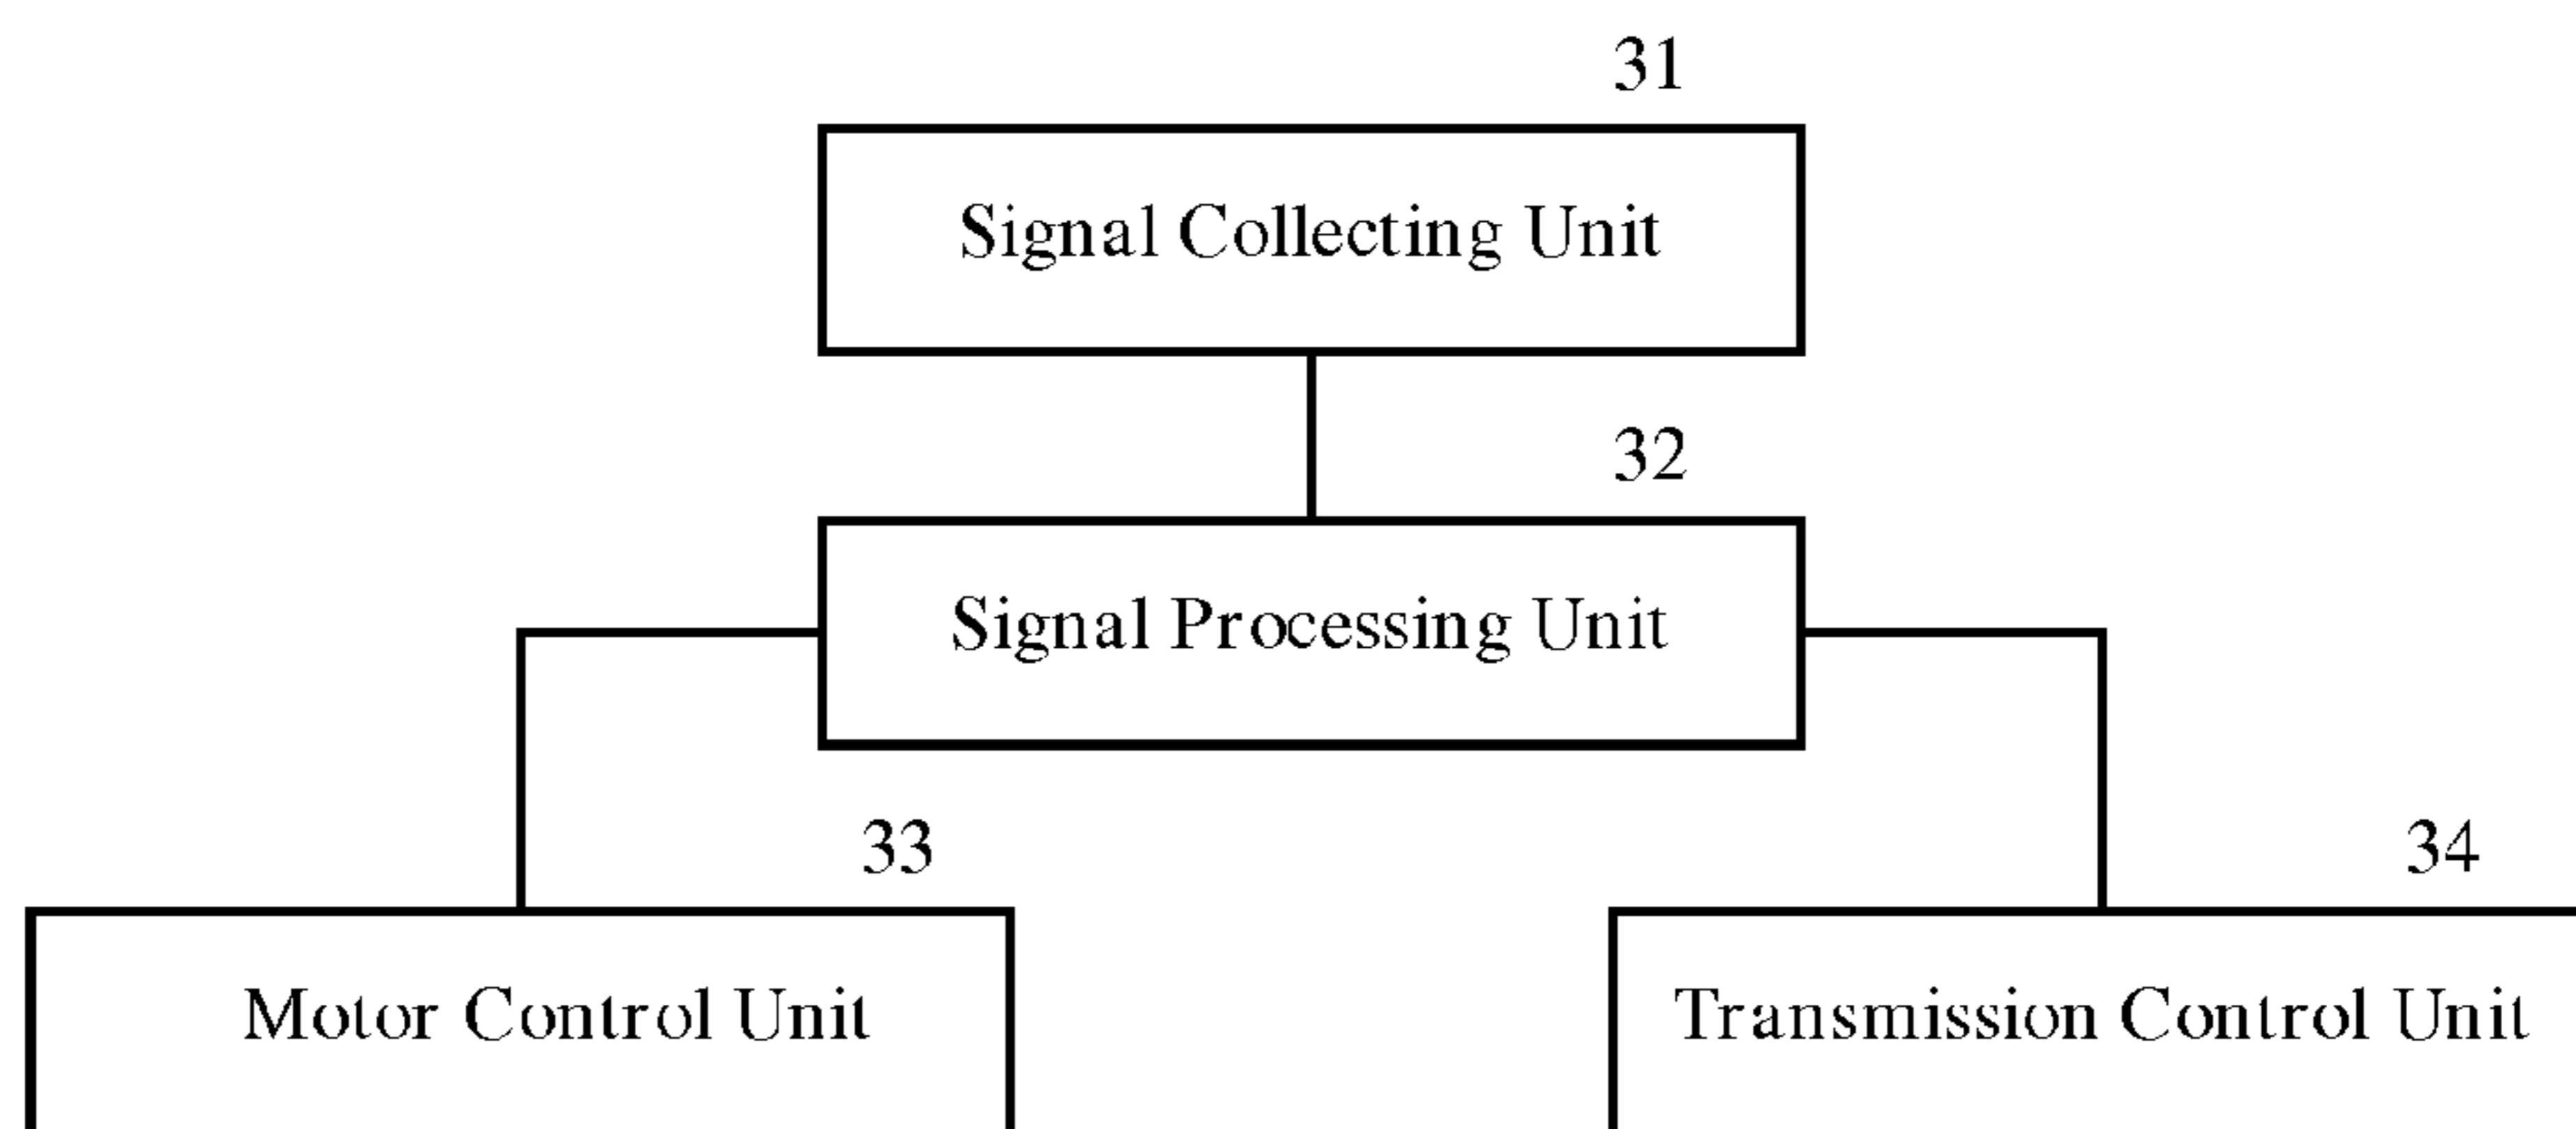 31
Signal Collecting Unit
32
Signal Processing Unit
33
34
Motor Control Unit
Transmission Control Unit